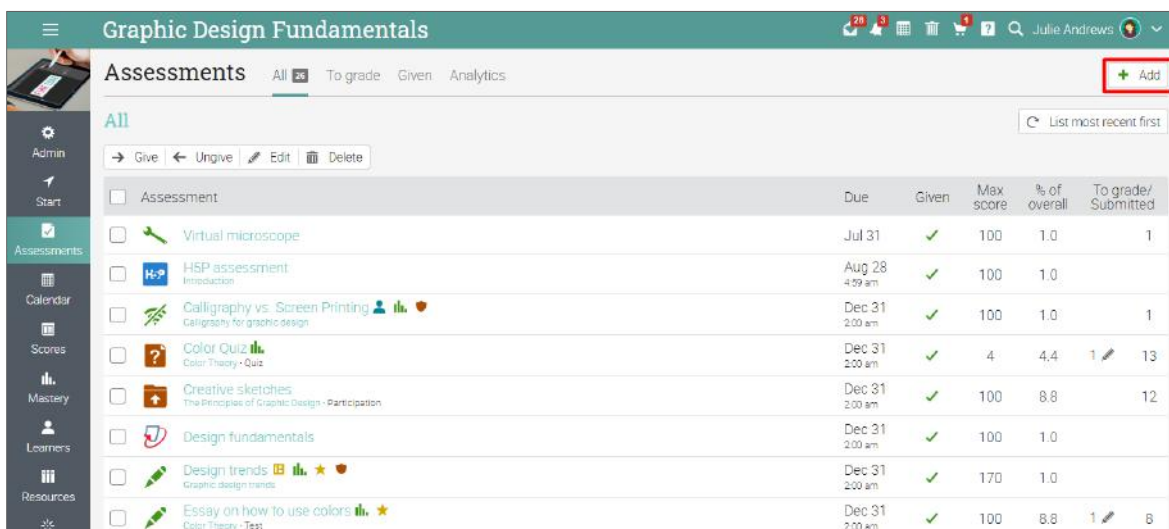 Graphic Design Fundamentals
28 3 1 ? Julie Andrews
Assessments All 26 To grade Given Analytics + Add
All
List most recent first
Admin
Give Ungive Edit Delete
Start
Assessment Due Given Max score % of overall To grade/ Submitted
Assessments
Virtual microscope Jul 31 100 1.0 1
H5P H5P assessment Aug 28 100 1.0
Introduction 4:59 am
Calendar
Calligraphy vs. Screen Printing Dec 31 100 1.0 1
Calligraphy for graphic design 2:00 am
Scores
? Color Quiz Dec 31 4 4.4 1 13
Color Theory • Quiz 2:00 am
Mastery
Creative sketches Dec 31 100 8.8 12
The Principles of Graphic Design • Participation 2:00 am
Learners
Design fundamentals Dec 31 100 1.0
2:00 am
Resources
Design trends Dec 31 170 1.0
Graphic design trends 2:00 am
Essay on how to use colors Dec 31 100 8.8 1 8
Color Theory • Test 2:00 am